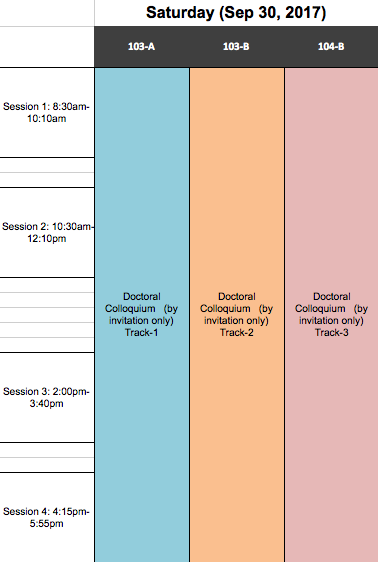 Saturday (Sep 30, 2017)
103-A 103-B 104-B
Session 1: 8:30am-
10:10am
Session 2: 10:30am-
12:10pm
Doctoral
Colloquium (by
invitation only)
Track-1
Doctoral
Colloquium (by
invitation only)
Track-2
Doctoral
Colloquium (by
invitation only)
Track-3
Session 3: 2:00pm-
3:40pm
Session 4: 4:15pm-
5:55pm